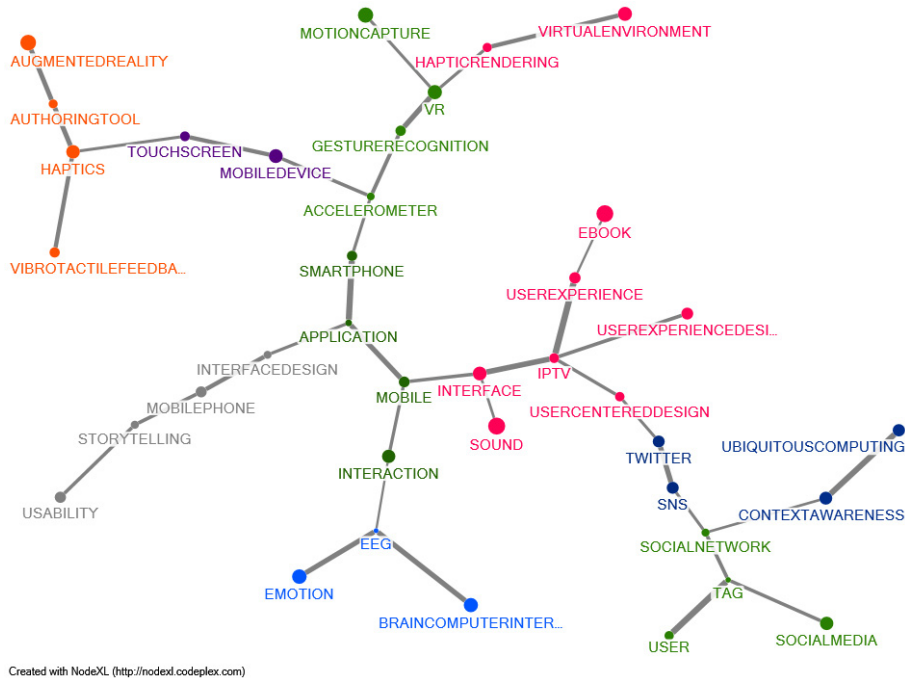 MOTIONCAPTURE
VIRTUALENVIRONMENT
AUGMENTEDREALITY
HAPTICRENDERING
VR
AUTHORINGTOOL
GESTURERECOGNITION
TOUCHSCREEN
HAPTICS
MOBILEDEVICE
ACCELEROMETER
EBOOK
VIBROTACTILEFEEDBA...
SMARTPHONE
USEREXPERIENCE
USEREXPERIENCEDESI...
APPLICATION
INTERFACEDESIGN
IPTV
INTERFACE
MOBILE
MOBILEPHONE
USERCENTEREDDESIGN
STORYTELLING
SOUND
UBIQUITOUSCOMPUTING
TWITTER
INTERACTION
SNS
USABILITY
CONTEXTAWARENESS
EEG
SOCIALNETWORK
EMOTION
TAG
BRAINCOMPUTERINTER...
USER
SOCIALMEDIA
Created with NodeXL (http://nodexl.codeplex.com)